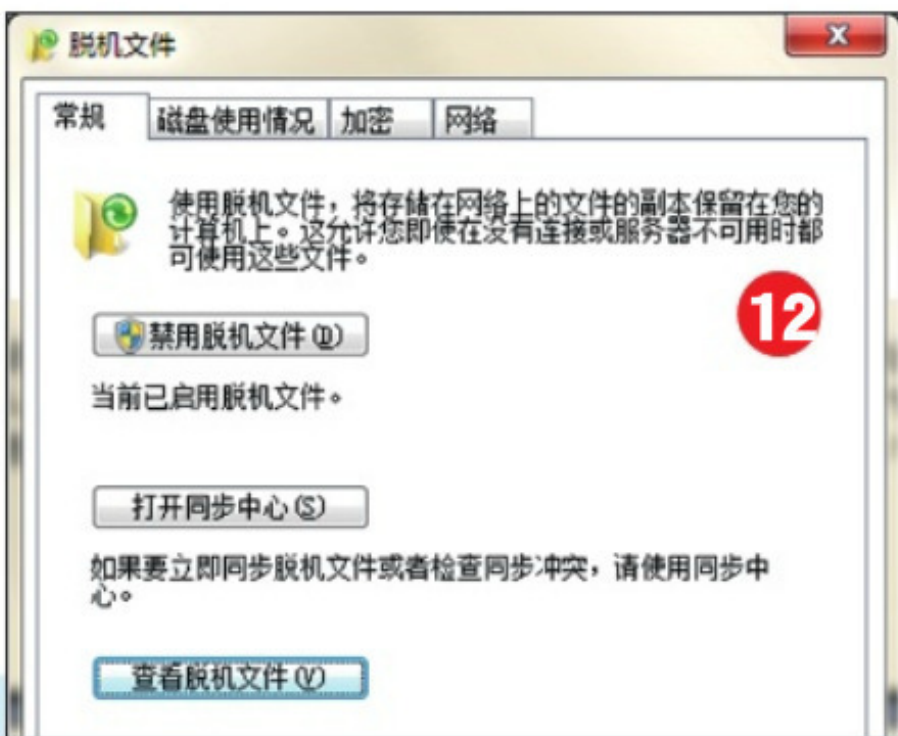 脱机文件
常规 磁盘使用情况 加密 网络
使用脱机文件，将存储在网络上的文件的副本保留在您的
计算机上。这允许您即使在没有连接或服务器不可用时都
可使用这些文件。
12
禁用脱机文件(D)
当前已启用脱机文件。
打开同步中心(S)
如果要立即同步脱机文件或者检查同步冲突，请使用同步中
心。
查看脱机文件(V)